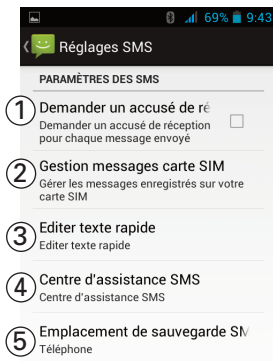 69% 9:43
Réglages SMS
PARAMÈTRES DES SMS
1 Demander un accusé de ré
Demander un accusé de réception
pour chaque message envoyé
2 Gestion messages carte SIM
Gérer les messages enregistrés sur votre
carte SIM
3 Editer texte rapide
Editer texte rapide
4 Centre d'assistance SMS
Centre d'assistance SMS
5 Emplacement de sauvegarde SM
Téléphone